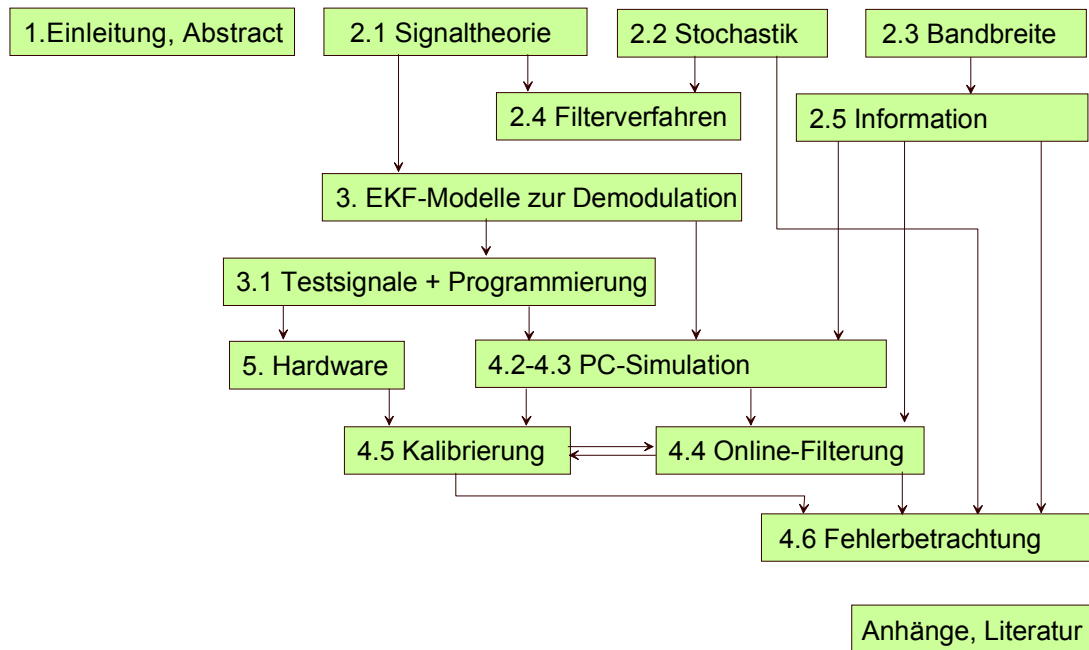 1.Einleitung, Abstract
2.1 Signaltheorie
2.2 Stochastik
2.3 Bandbreite
2.4 Filterverfahren
2.5 Information
3. EKF-Modelle zur Demodulation
3.1 Testsignale + Programmierung
5. Hardware
4.2-4.3 PC-Simulation
4.5 Kalibrierung
4.4 Online-Filterung
4.6 Fehlerbetrachtung
Anhänge, Literatur